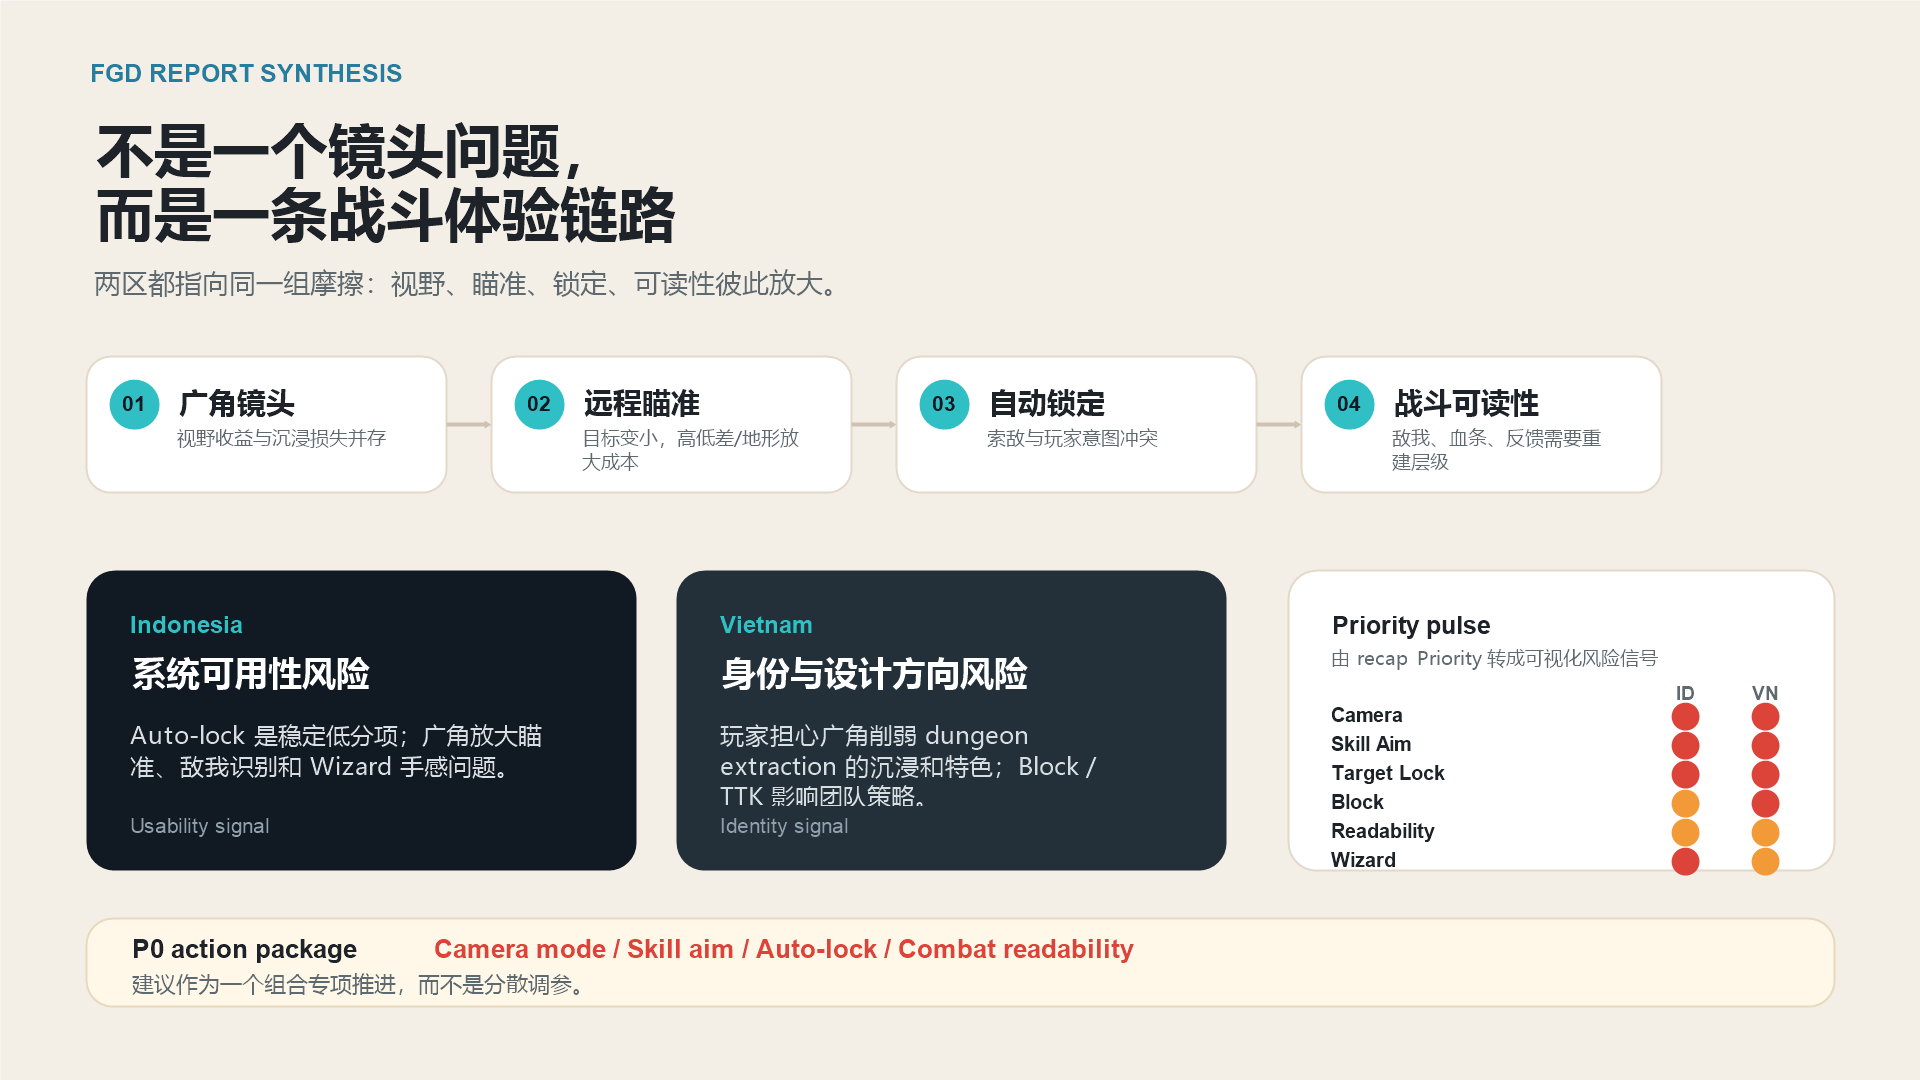 FGD REPORT SYNTHESIS
不是一个镜头问题，
而是一条战斗体验链路
两区都指向同一组摩擦：视野、瞄准、锁定、可读性彼此放大。
01
广角镜头
视野收益与沉浸损失并存
02
远程瞄准
目标变小，高低差/地形放
大成本
03
自动锁定
索敌与玩家意图冲突
04
战斗可读性
敌我、血条、反馈需要重
建层级
Indonesia
系统可用性风险
Auto-lock 是稳定低分项；广角放大瞄
准、敌我识别和 Wizard 手感问题。
Usability signal
Vietnam
身份与设计方向风险
玩家担心广角削弱 dungeon
extraction 的沉浸和特色；Block /
TTK 影响团队策略。
Identity signal
Priority pulse
由 recap Priority 转成可视化风险信号
ID VN
Camera
Skill Aim
Target Lock
Block
Readability
Wizard
P0 action package Camera mode / Skill aim / Auto-lock / Combat readability
建议作为一个组合专项推进，而不是分散调参。